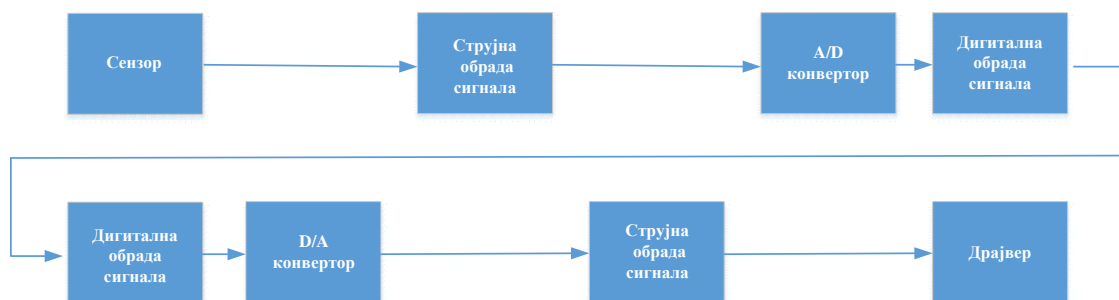 Сензор
Струјна
обрада
сигнала
A/D
конвертор
Дигитална
обрада
сигнала
Дигитална
обрада
сигнала
D/A
конвертор
Струјна
обрада
сигнала
Драјвер